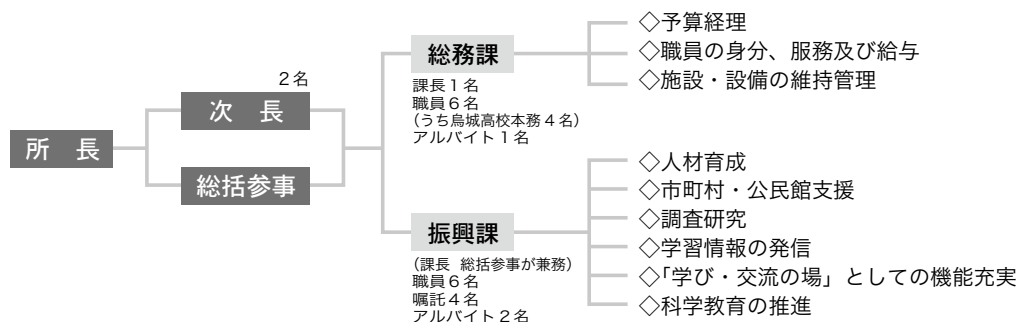 所　長
２名
次　長
総括参事
総務課
課長１名
職員６名
(うち烏城高校本務４名)
アルバイト１名
◇予算経理
◇職員の身分、服務及び給与
◇施設・設備の維持管理
振興課
(課長 総括参事が兼務)
職員６名
嘱託４名
アルバイト２名
◇人材育成
◇市町村・公民館支援
◇調査研究
◇学習情報の発信
◇「学び・交流の場」としての機能充実
◇科学教育の推進